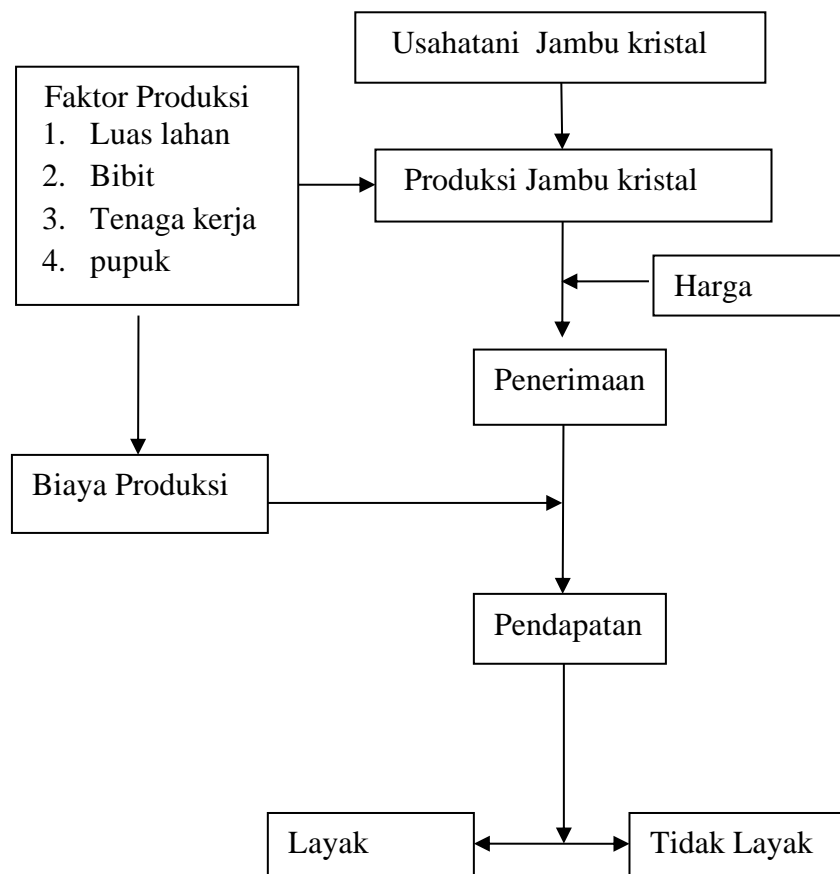 Usahatani Jambu kristal
Faktor Produksi
1. Luas lahan
2. Bibit
3. Tenaga kerja
4. pupuk
Produksi Jambu kristal
Harga
Penerimaan
Biaya Produksi
Pendapatan
Layak
Tidak Layak